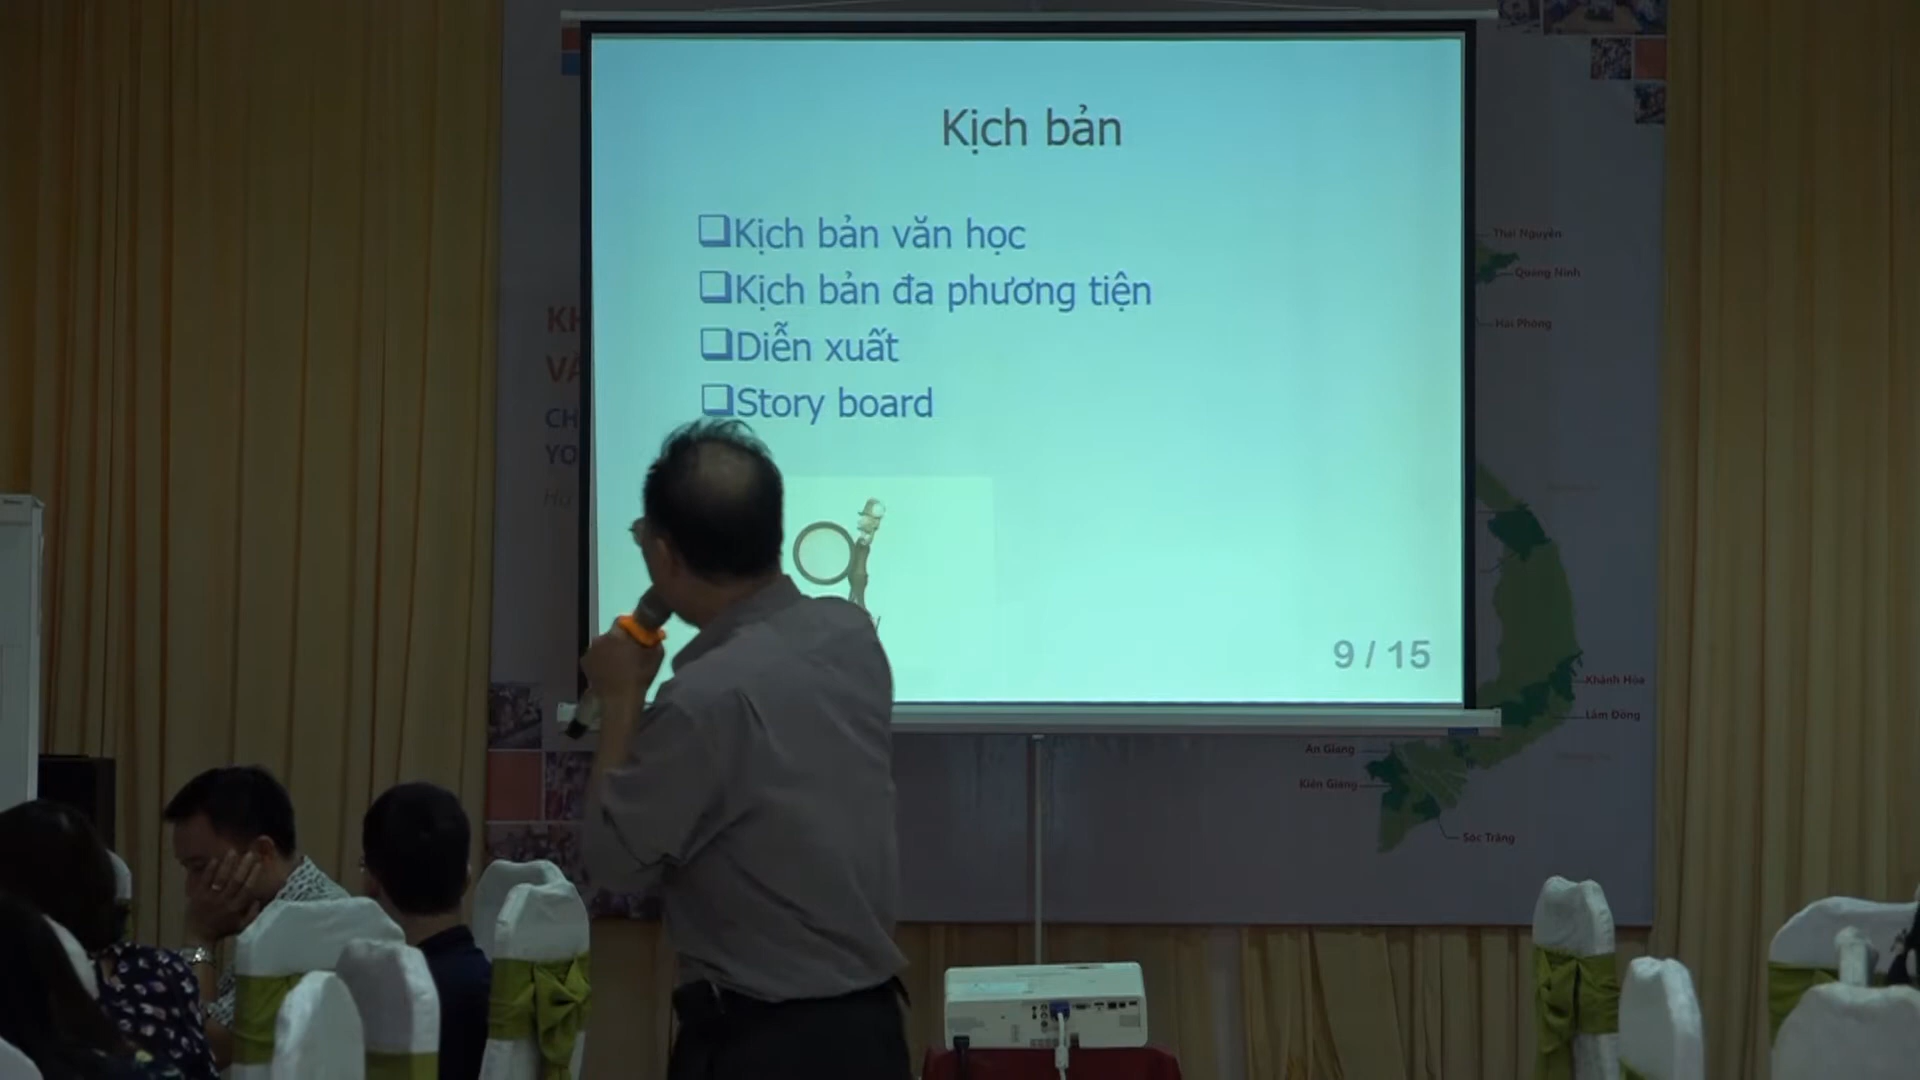 Kịch bản
Kịch bản văn học
Kịch bản đa phương tiện
Diễn xuất
Story board
9 / 15
Thái Nguyên
Quảng Ninh
Hải Phòng
Khánh Hòa
Lâm Đồng
An Giang
Kiên Giang
Sóc Trăng